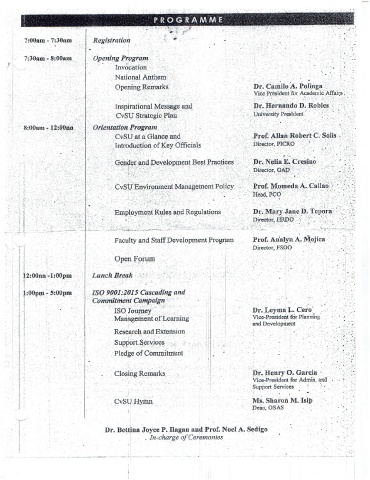 PROGRAMME
7:00am - 7:30am Registration
7:30am - 8:00am Opening Program
Invocation
National Anthem
Opening Remarks Dr. Camilo A. Polinga
Vice President for Academic Affairs
Inspirational Message and Dr. Hernando D. Robles
CvSU Strategic Plan University President
8:00am - 12:00nn Orientation Program
CvSU at a Glance and Prof. Allan Robert C. Solis
Introduction of Key Officials Director, PICRO
Gender and Development Best Practices Dr. Nelia E. Cresino
Director, GAD
CvSU Environment Management Policy Prof. Momeda A. Callao
Head, PCO
Employment Rules and Regulations Dr. Mary Jane D. Tepora
Director, HRDO
Faculty and Staff Development Program Prof. Analyn A. Mojica
Director, FSDO
Open Forum
12:00nn -1:00pm Lunch Break
1:00pm - 5:00pm ISO 9001:2015 Cascading and
Commitment Campaign
ISO Journey Dr. Leyma L. Cero
Management of Learning Vice-President for Planning
and Development
Research and Extension
Support Services
Pledge of Commitment
Closing Remarks Dr. Henry O. Garcia
Vice-President for Admin. and
Support Services
CvSU Hymn Ms. Sharon M. Isip
Dean, OSAS
Dr. Bettina Joyce P. Ilagan and Prof. Noel A. Sedigo
In-charge of Ceremonies